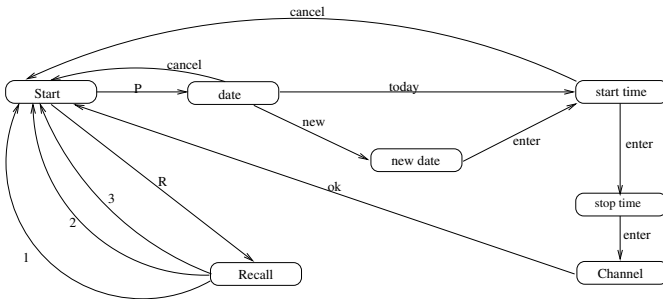 cancel
cancel
Start
P
date
today
start time
new
new date
enter
enter
R
ok
3
stop time
2
enter
1
Recall
Channel